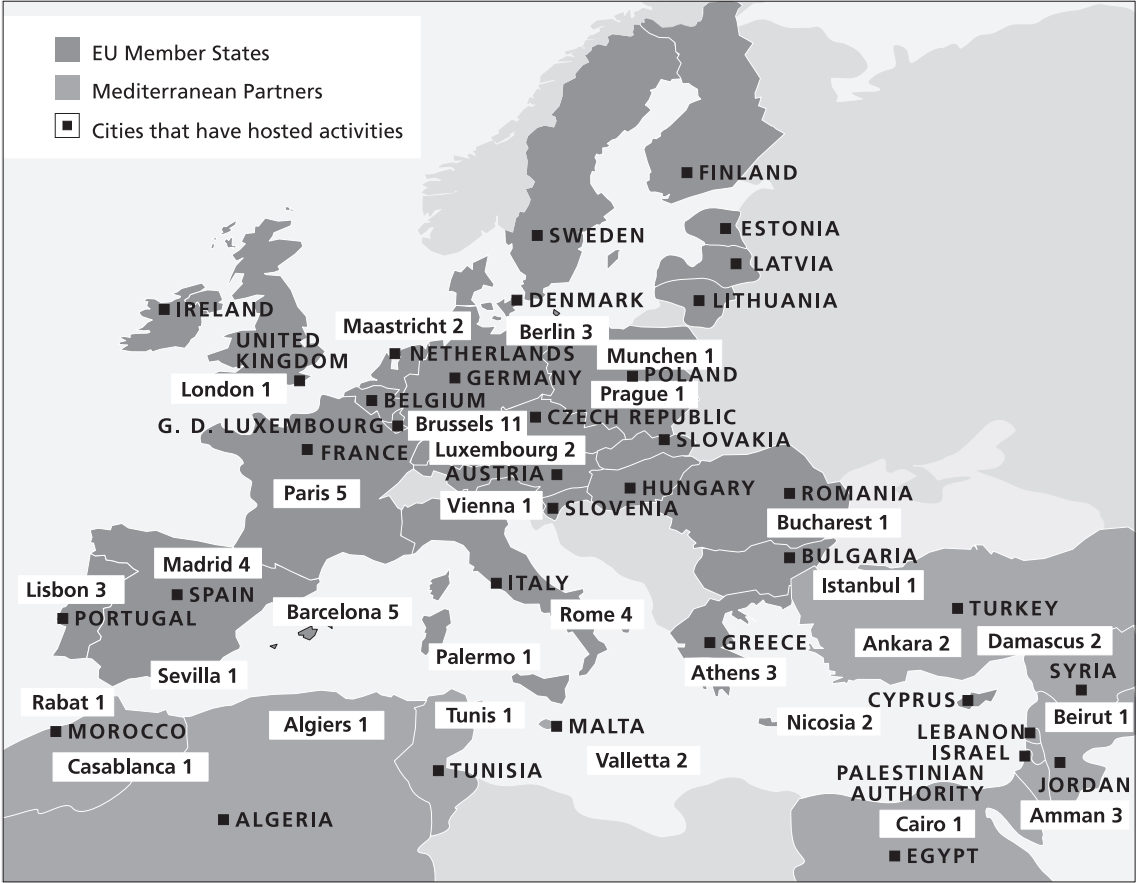 EU Member States
Mediterranean Partners
Cities that have hosted activities
FINLAND
ESTONIA
SWEDEN
LATVIA
DENMARK
LITHUANIA
IRELAND
Maastricht 2
Berlin 3
UNITED
KINGDOM
NETHERLANDS
Munchen 1
GERMANY
POLAND
London 1
Prague 1
BELGIUM
CZECH REPUBLIC
G. D. LUXEMBOURG
Brussels 11
SLOVAKIA
FRANCE
Luxembourg 2
AUSTRIA
HUNGARY
Paris 5
ROMANIA
Vienna 1
SLOVENIA
Bucharest 1
BULGARIA
Madrid 4
Istanbul 1
ITALY
Lisbon 3
SPAIN
TURKEY
Barcelona 5
Rome 4
PORTUGAL
GREECE
Ankara 2
Damascus 2
Palermo 1
Athens 3
Sevilla 1
SYRIA
Rabat 1
CYPRUS
Algiers 1
Tunis 1
MALTA
Nicosia 2
Beirut 1
MOROCCO
LEBANON
ISRAEL
Casablanca 1
Valletta 2
TUNISIA
PALESTINIAN
AUTHORITY
JORDAN
Amman 3
ALGERIA
Cairo 1
EGYPT